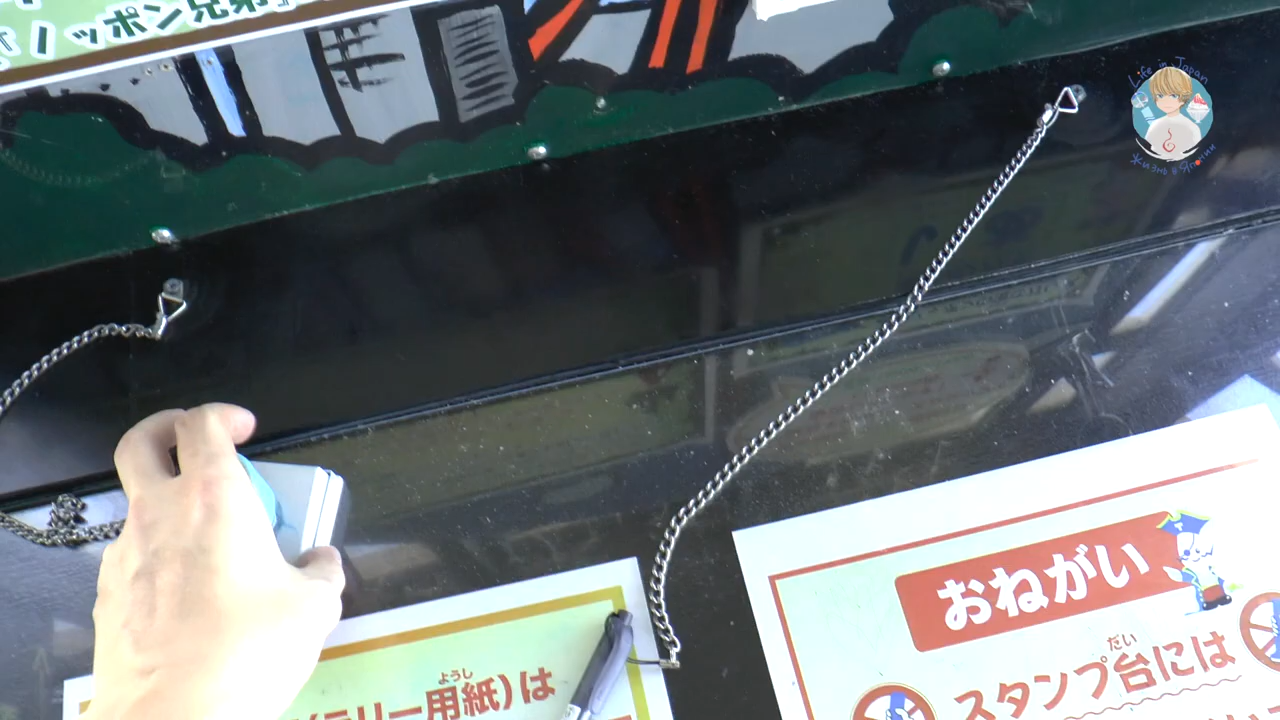 『ノッポン兄弟』
Life in Japan
Жизнь в Японии
おねがい
だい
スタンプ台には
ようし
ラリー用紙)は